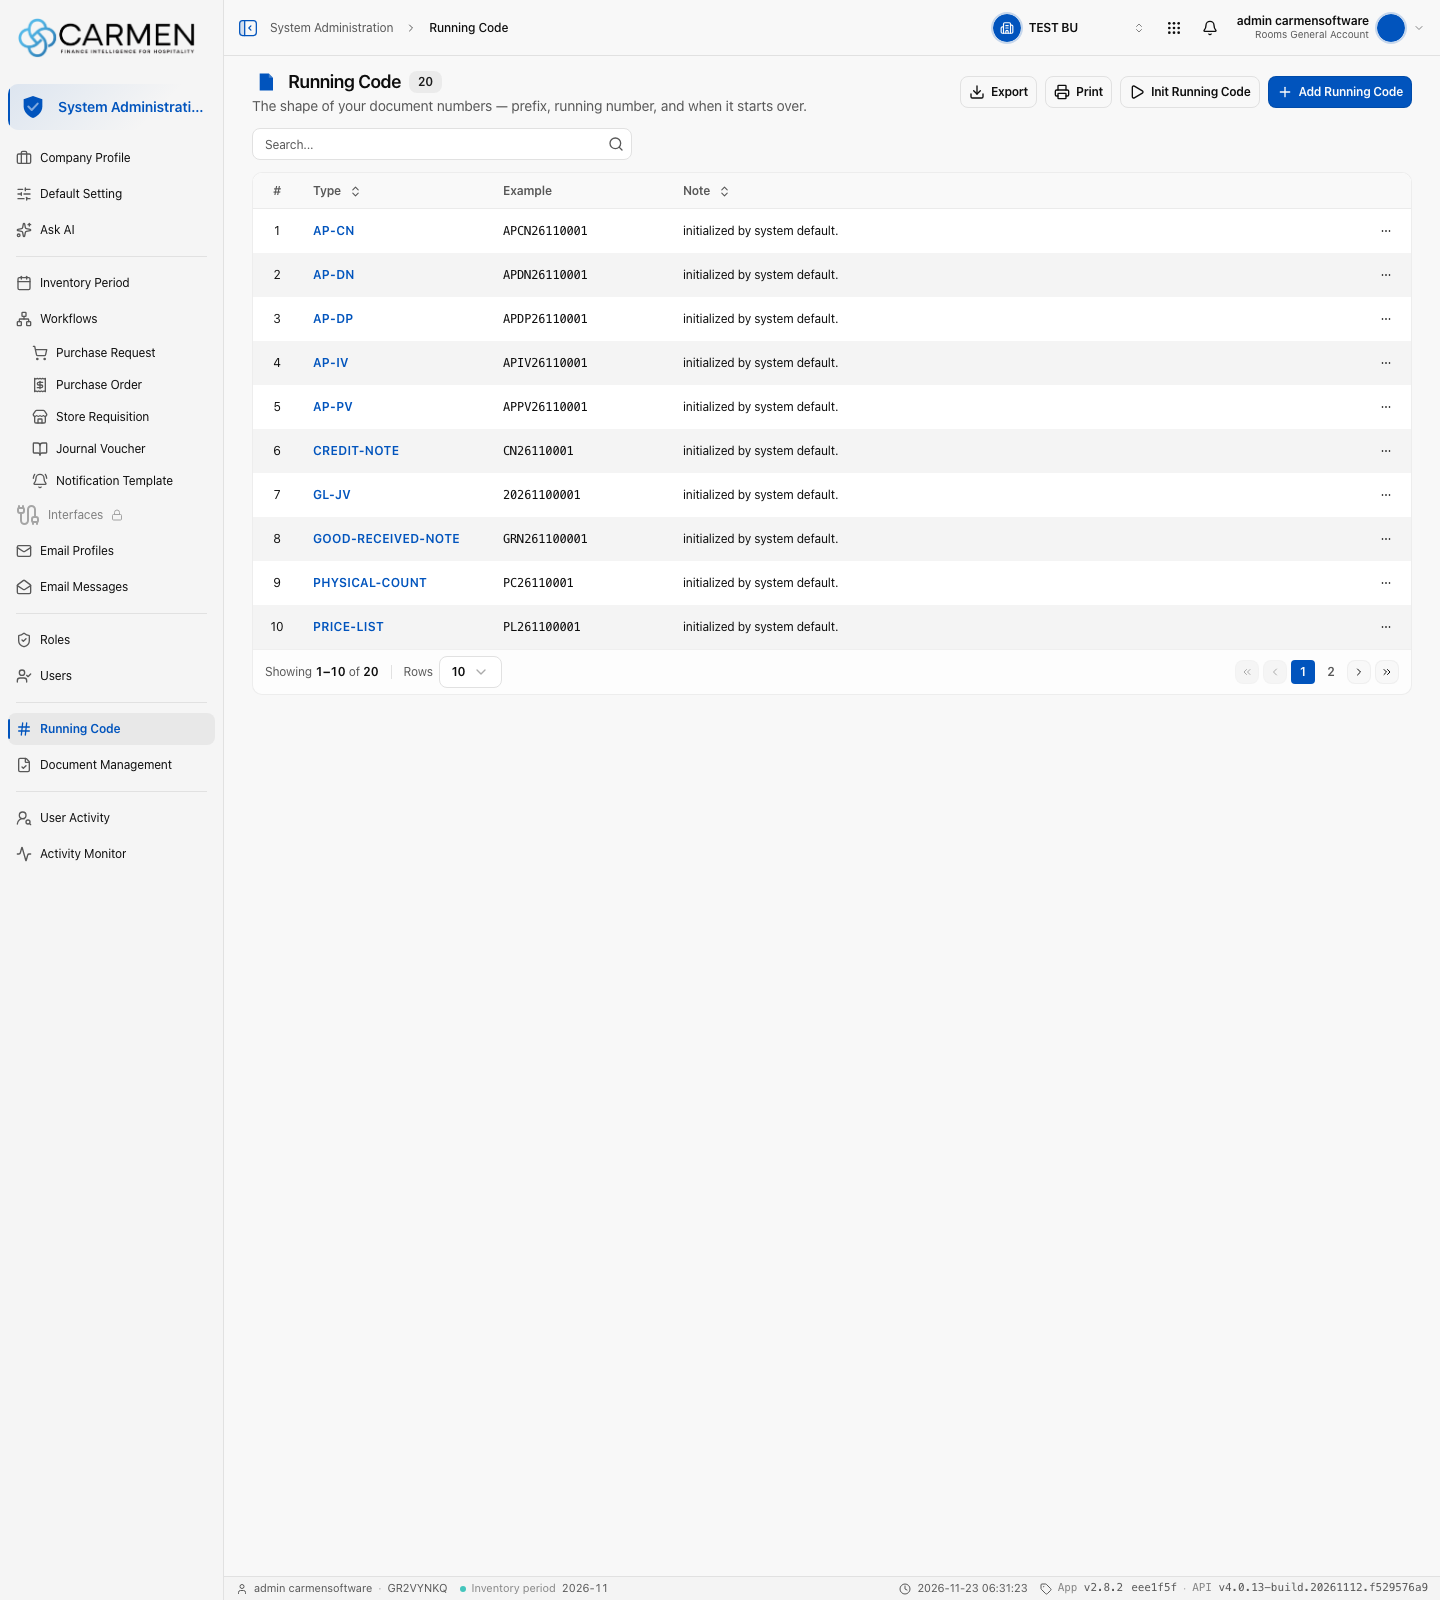 CARMEN
FINANCE INTELLIGENCE FOR HOSPITALITY
System Administrati...
Company Profile
Default Setting
Ask AI
Inventory Period
Workflows
Purchase Request
Purchase Order
Store Requisition
Journal Voucher
Notification Template
Interfaces
Email Profiles
Email Messages
Roles
Users
Running Code
Document Management
User Activity
Activity Monitor
System Administration > Running Code
TEST BU
admin carmensoftware
Rooms General Account
Running Code 20
The shape of your document numbers — prefix, running number, and when it starts over.
Export Print Init Running Code Add Running Code
Search...
# Type Example Note
1 AP-CN APCN26110001 initialized by system default. ...
2 AP-DN APDN26110001 initialized by system default. ...
3 AP-DP APDP26110001 initialized by system default. ...
4 AP-IV APIV26110001 initialized by system default. ...
5 AP-PV APPV26110001 initialized by system default. ...
6 CREDIT-NOTE CN26110001 initialized by system default. ...
7 GL-JV 20261100001 initialized by system default. ...
8 GOOD-RECEIVED-NOTE GRN261100001 initialized by system default. ...
9 PHYSICAL-COUNT PC26110001 initialized by system default. ...
10 PRICE-LIST PL261100001 initialized by system default. ...
Showing 1–10 of 20 Rows 10 « ‹ 1 2 › »
admin carmensoftware · GR2VYNKQ Inventory period 2026-11 2026-11-23 06:31:23 App v2.8.2 eee1f5f · API v4.0.13-build.20261112.f529576a9